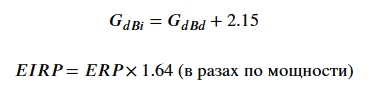 G_dBi = G_dBd + 2.15
EIRP = ERP × 1.64 (в разах по мощности)